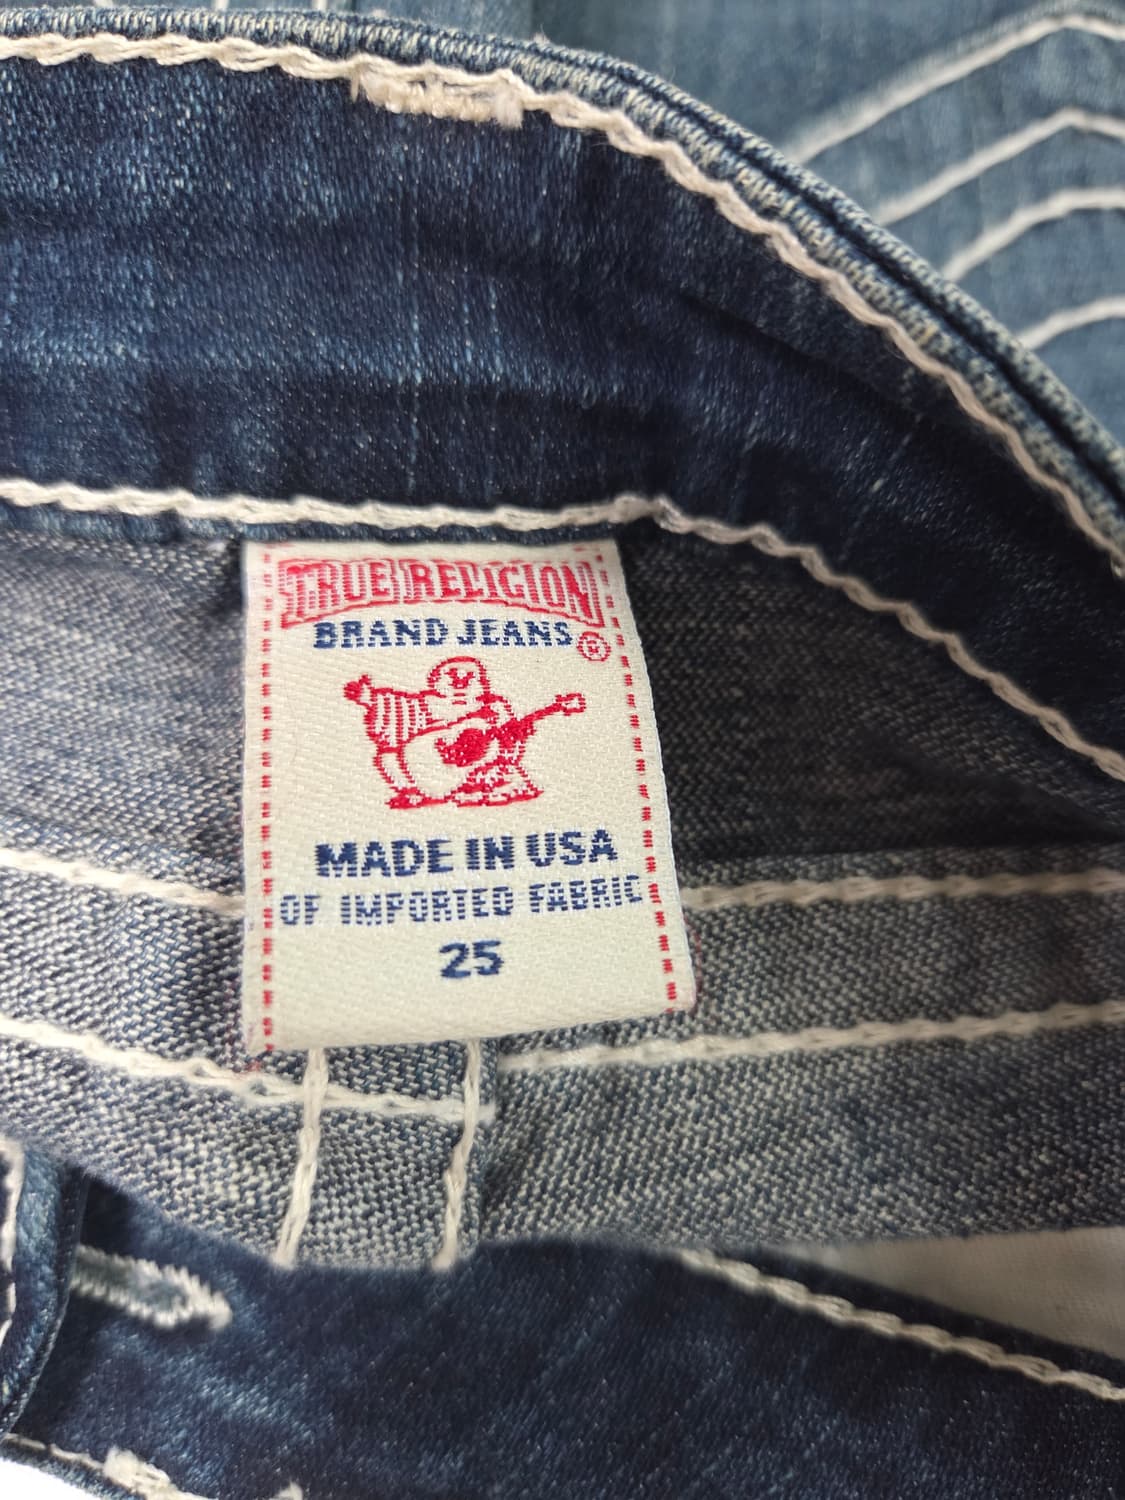 TRUE RELIGION
BRAND JEANS ®
MADE IN USA
OF IMPORTED FABRIC
25